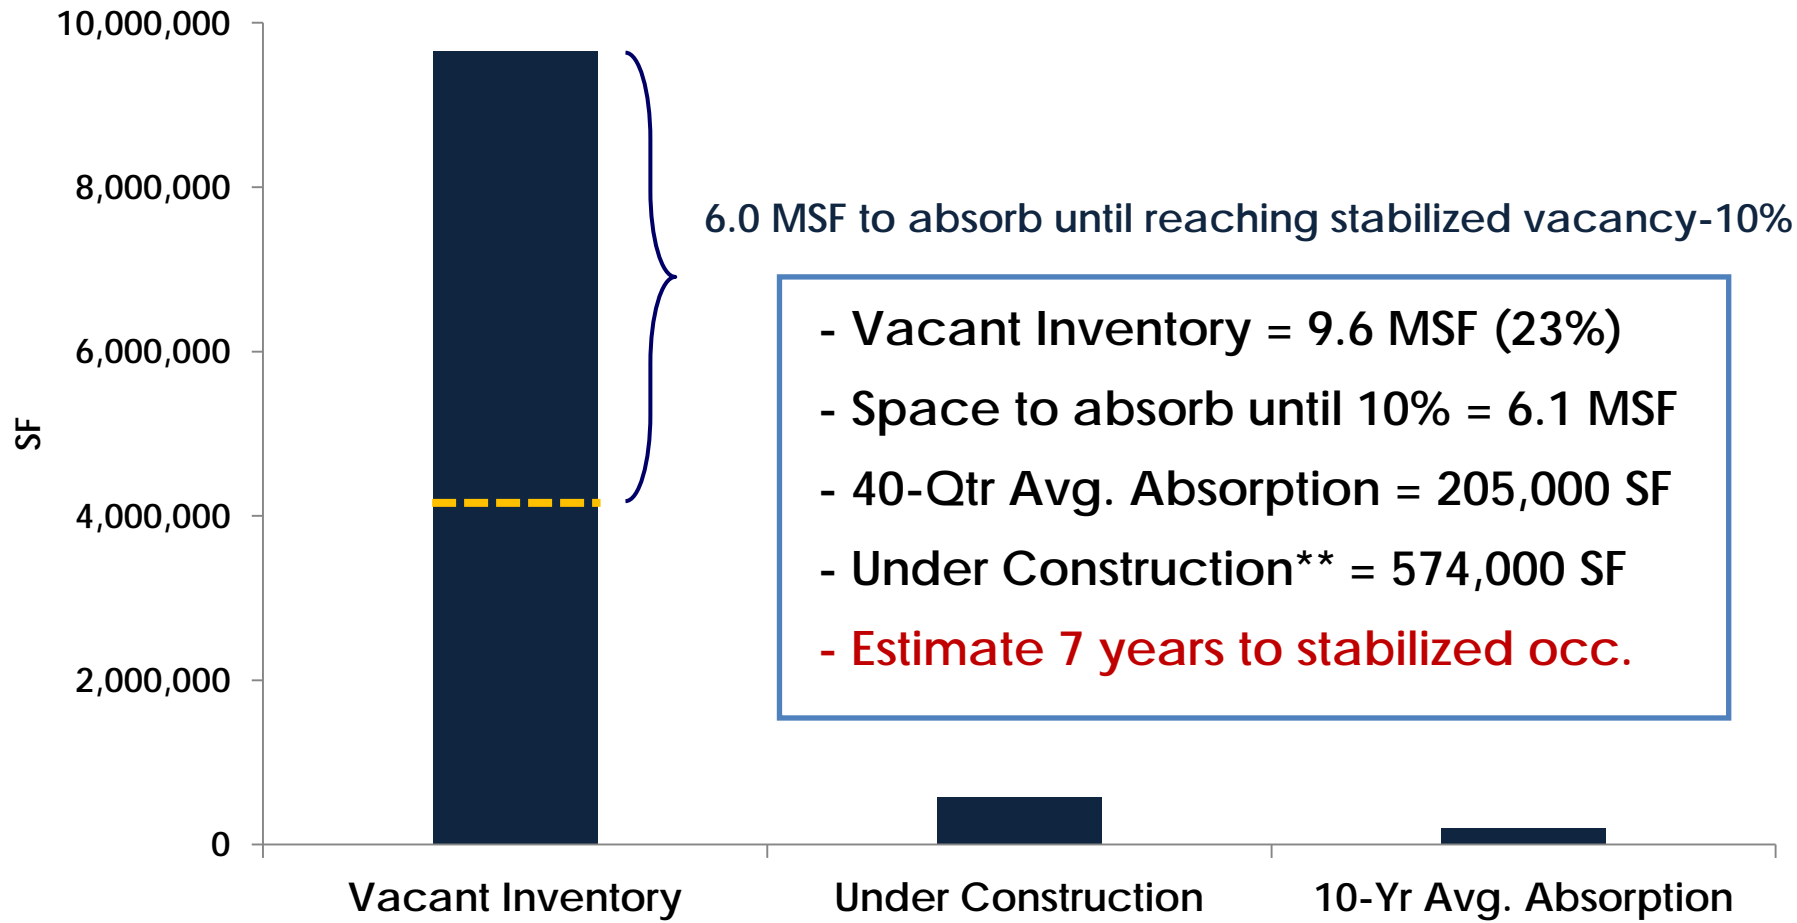 10,000,000
8,000,000
6,000,000
4,000,000
2,000,000
0
SF
6.0 MSF to absorb until reaching stabilized vacancy-10%
- Vacant Inventory = 9.6 MSF (23%)
- Space to absorb until 10% = 6.1 MSF
- 40-Qtr Avg. Absorption = 205,000 SF
- Under Construction** = 574,000 SF
- Estimate 7 years to stabilized occ.
Vacant Inventory
Under Construction
10-Yr Avg. Absorption